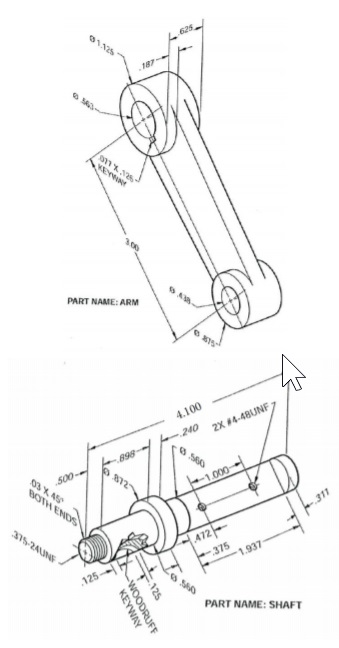 Ø 1.125
.625
.187
Ø .563
.077 X .126
KEYWAY
3.00
PART NAME: ARM
Ø .438
Ø .875
4.100
.240
2X #4-48UNF
.898
.500
Ø .560
1.000
Ø .872
.03 X 45°
BOTH ENDS
.375-24UNF
.311
.472
.375
1.937
.125
.125
Ø .560
WOODRUFF
KEYWAY
PART NAME: SHAFT